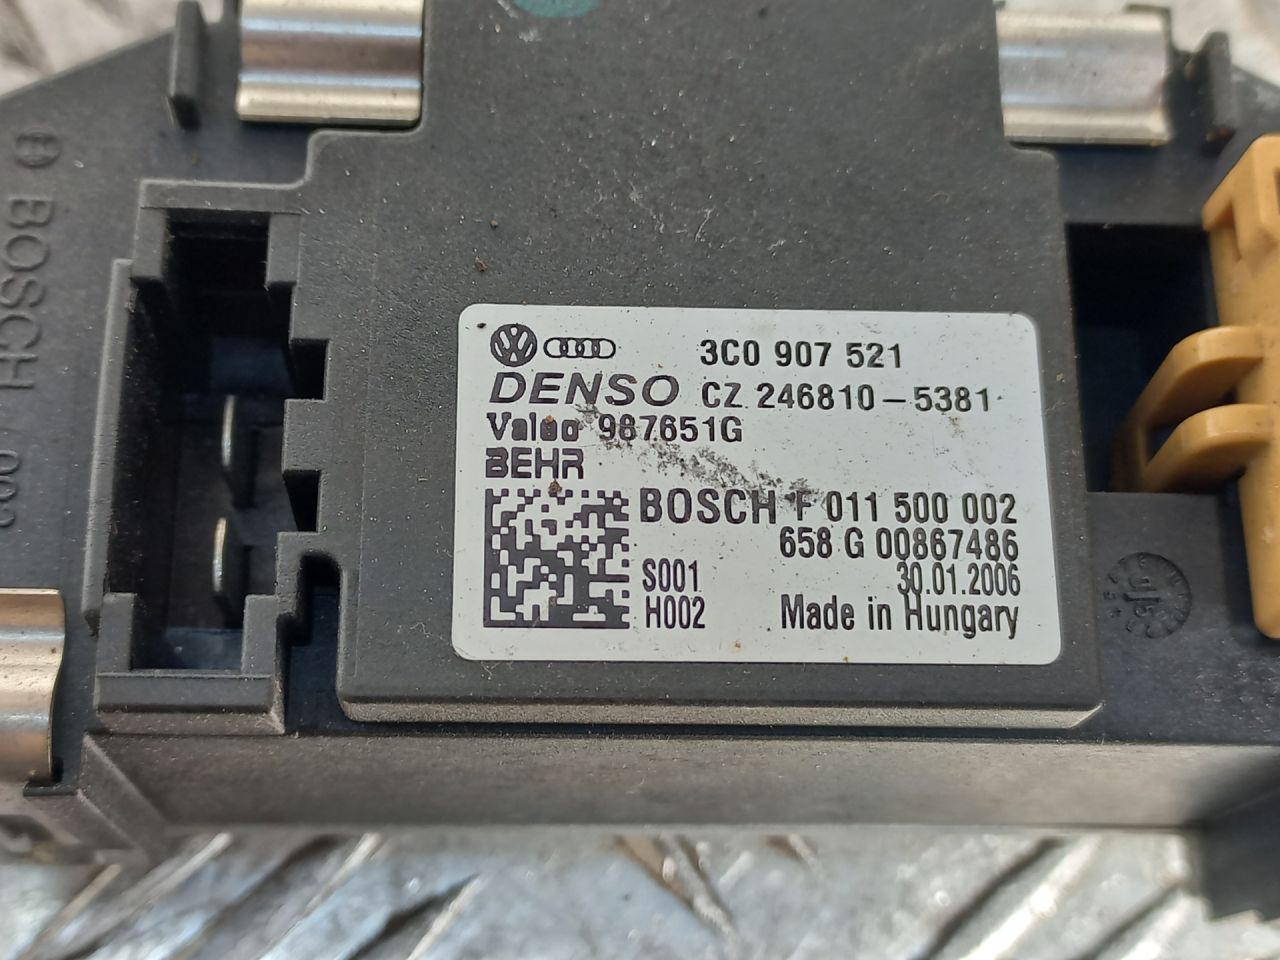 3C0 907 521
DENSO CZ 246810-5381
Valeo 987651G
BEHR
BOSCH F 011 500 002
658 G 00867486
S001 30.01.2006
H002 Made in Hungary
BOSCH